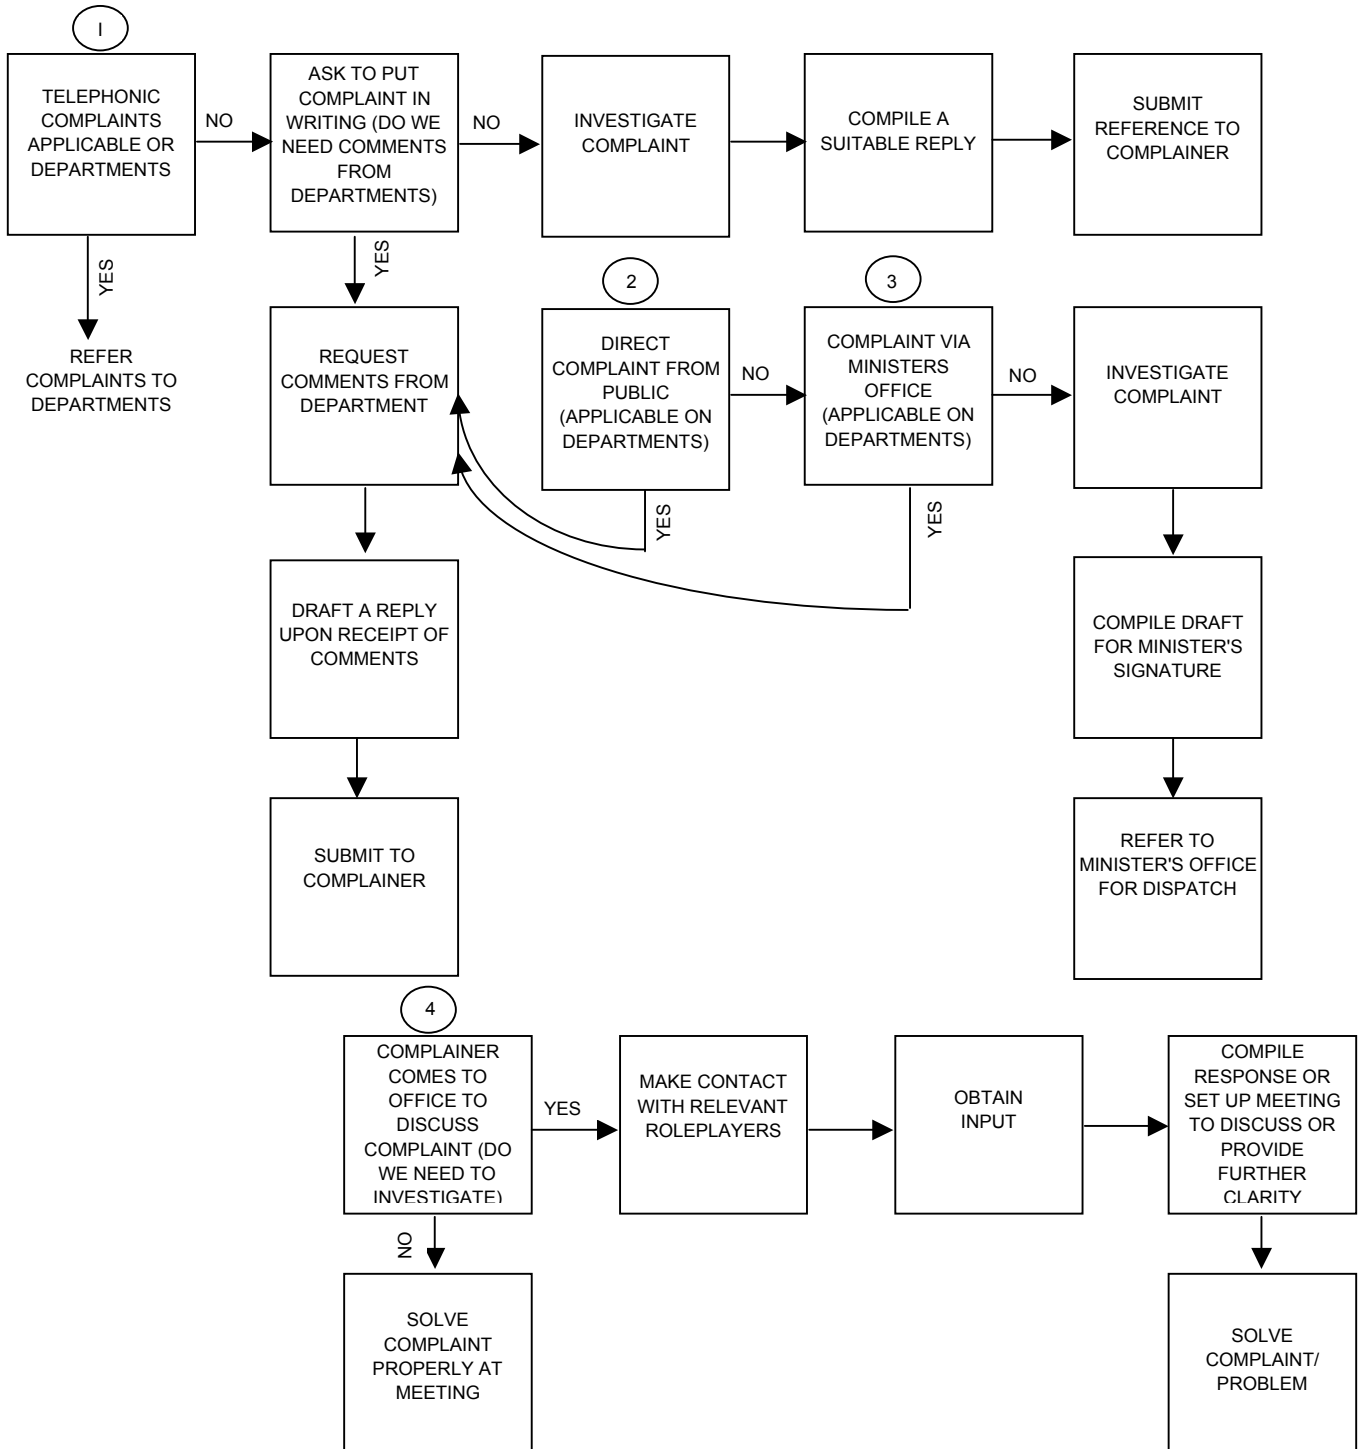 I
TELEPHONIC
COMPLAINTS
APPLICABLE OR
DEPARTMENTS
NO
ASK TO PUT
COMPLAINT IN
WRITING (DO WE
NEED COMMENTS
FROM
DEPARTMENTS)
NO
INVESTIGATE
COMPLAINT
COMPILE A
SUITABLE REPLY
SUBMIT
REFERENCE TO
COMPLAINER
YES
YES
REFER
COMPLAINTS TO
DEPARTMENTS
REQUEST
COMMENTS FROM
DEPARTMENT
2
DIRECT
COMPLAINT FROM
PUBLIC
(APPLICABLE ON
DEPARTMENTS)
NO
3
COMPLAINT VIA
MINISTERS
OFFICE
(APPLICABLE ON
DEPARTMENTS)
NO
INVESTIGATE
COMPLAINT
YES
YES
DRAFT A REPLY
UPON RECEIPT OF
COMMENTS
COMPILE DRAFT
FOR MINISTER'S
SIGNATURE
SUBMIT TO
COMPLAINER
REFER TO
MINISTER'S OFFICE
FOR DISPATCH
4
COMPLAINER
COMES TO
OFFICE TO
DISCUSS
COMPLAINT (DO
WE NEED TO
INVESTIGATE)
YES
MAKE CONTACT
WITH RELEVANT
ROLEPLAYERS
OBTAIN
INPUT
COMPILE
RESPONSE OR
SET UP MEETING
TO DISCUSS OR
PROVIDE
FURTHER
CLARITY
NO
SOLVE
COMPLAINT
PROPERLY AT
MEETING
SOLVE
COMPLAINT/
PROBLEM